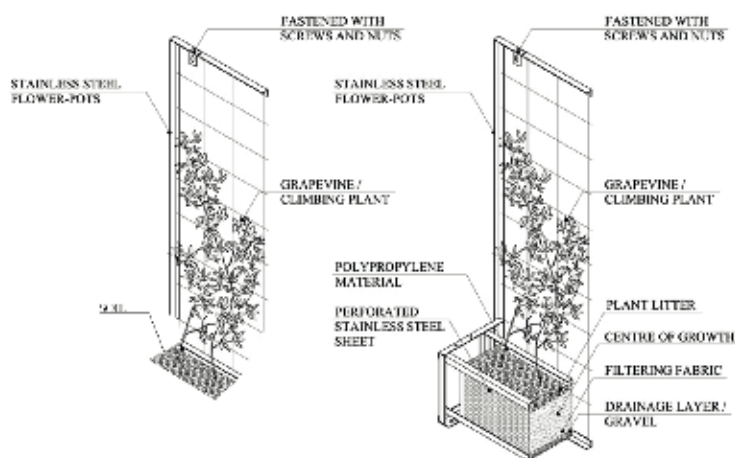 FASTENED WITH
SCREWS AND NUTS
STAINLESS STEEL
FLOWER-POTS
GRAPEVINE /
CLIMBING PLANT
SOIL
FASTENED WITH
SCREWS AND NUTS
STAINLESS STEEL
FLOWER-POTS
GRAPEVINE /
CLIMBING PLANT
POLYPROPYLENE
MATERIAL
PERFORATED
STAINLESS STEEL
SHEET
PLANT LITTER
CENTRE OF GROWTH
FILTERING FABRIC
DRAINAGE LAYER /
GRAVEL